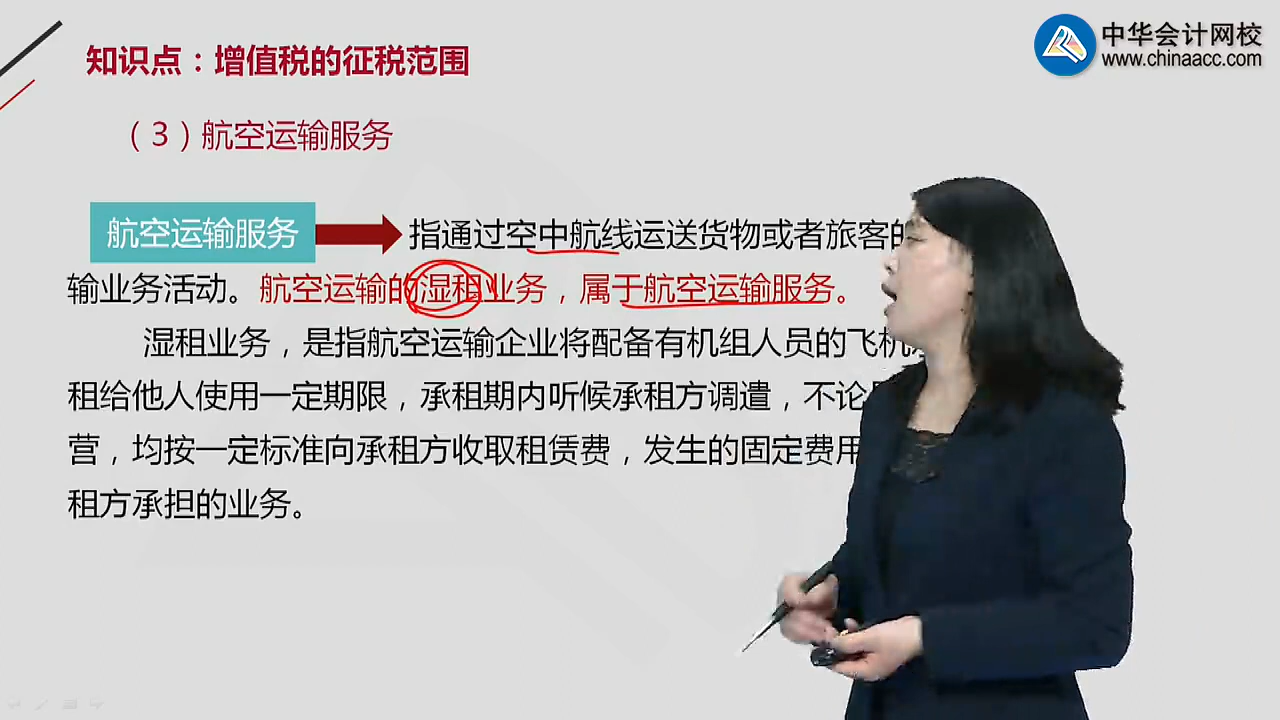 知识点：增值税的征税范围
中华会计网校
www.chinaacc.com
（3）航空运输服务
航空运输服务
指通过空中航线运送货物或者旅客的
输业务活动。航空运输的湿租业务，属于航空运输服务。
湿租业务，是指航空运输企业将配备有机组人员的飞机
租给他人使用一定期限，承租期内听候承租方调遣，不论
营，均按一定标准向承租方收取租赁费，发生的固定费用
租方承担的业务。